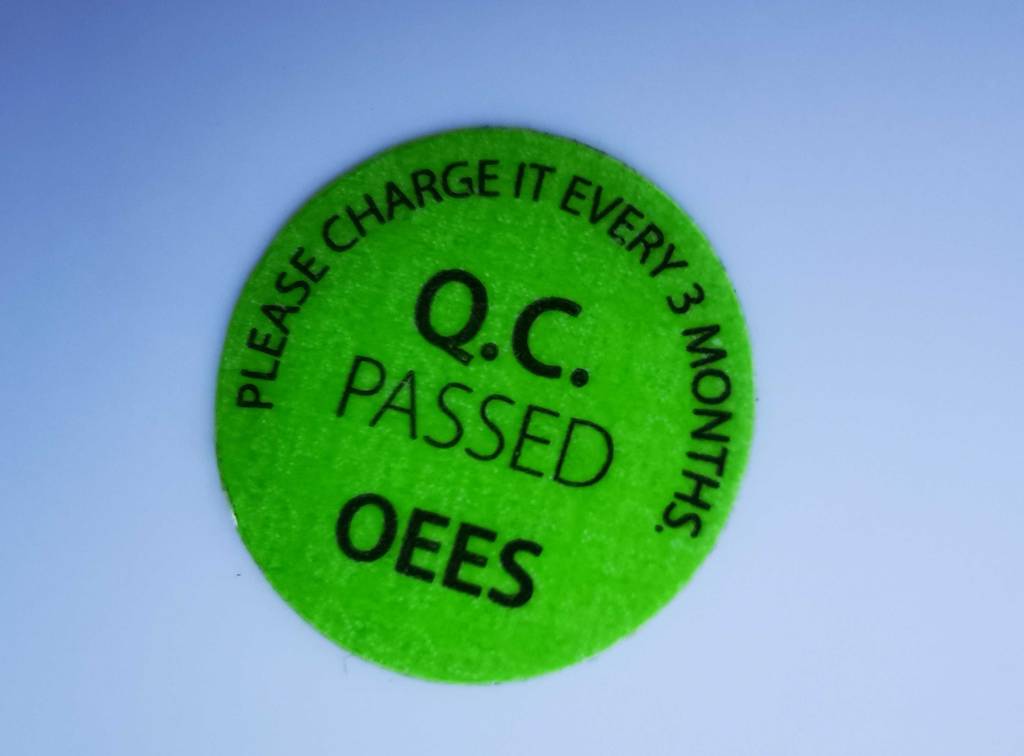 PLEASE CHARGE IT EVERY 3 MONTHS.
Q.C.
PASSED
OEES